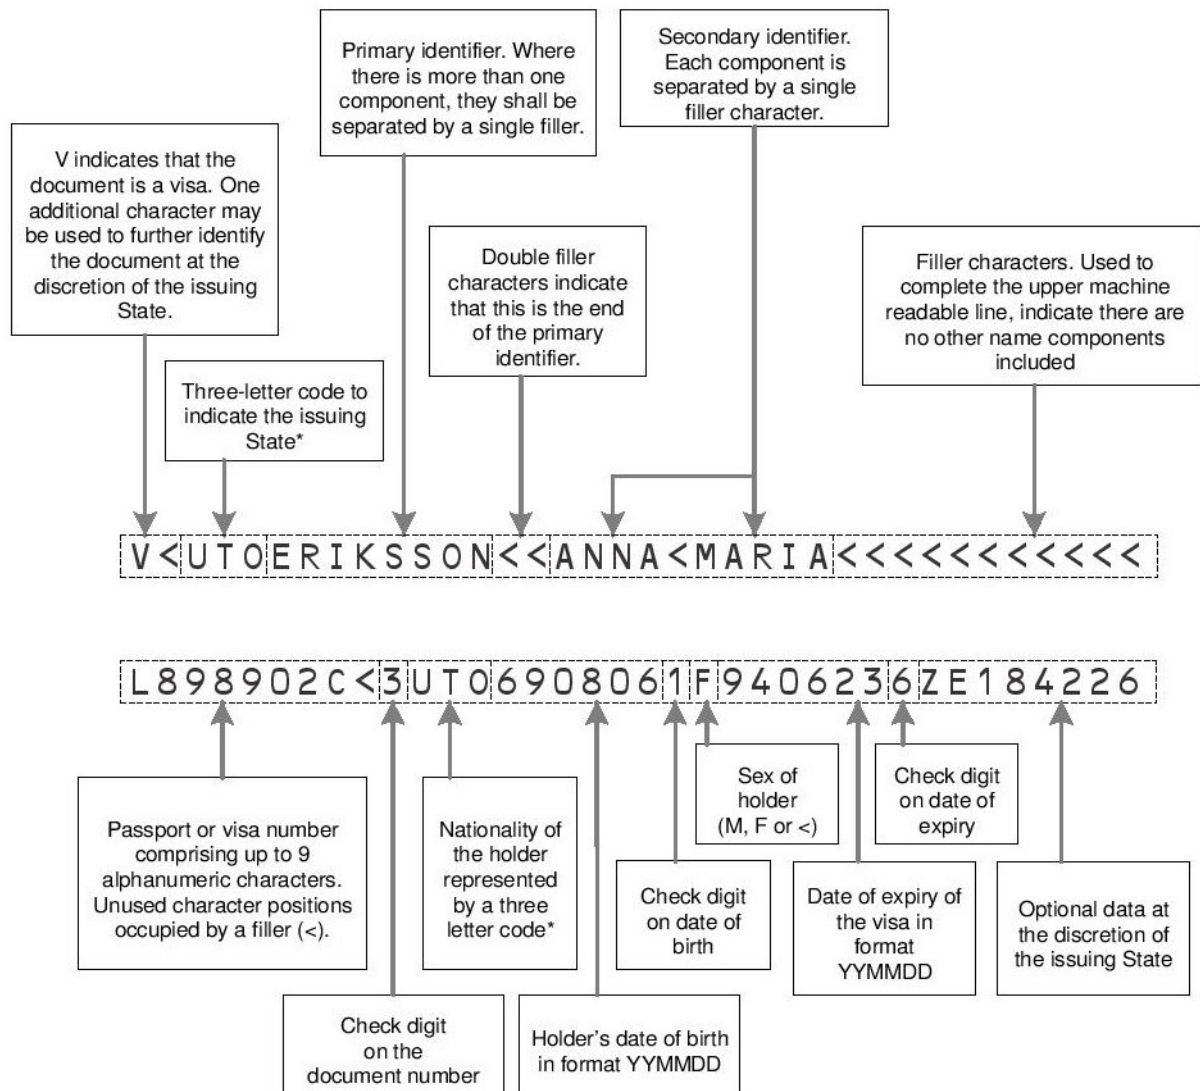 Primary identifier. Where
there is more than one
component, they shall be
separated by a single filler.
Secondary identifier.
Each component is
separated by a single
filler character.
V indicates that the
document is a visa. One
additional character may
be used to further identify
the document at the
discretion of the issuing
State.
Double filler
characters indicate
that this is the end
of the primary
identifier.
Filler characters. Used to
complete the upper machine
readable line, indicate there are
no other name components
included
Three-letter code to
indicate the issuing
State*
V<UTOERIKSSON<<ANNA<MARIA<<<<<<<<<<<
L898902C<3UTO6908061F9406236ZE184226
Passport or visa number
comprising up to 9
alphanumeric characters.
Unused character positions
occupied by a filler (<).
Check digit
on the
document number
Nationality of
the holder
represented
by a three
letter code*
Holder's date of birth
in format YYMMDD
Check digit
on date of
birth
Sex of
holder
(M, F or <)
Date of expiry of
the visa in
format
YYMMDD
Check digit
on date of
expiry
Optional data at
the discretion of
the issuing State